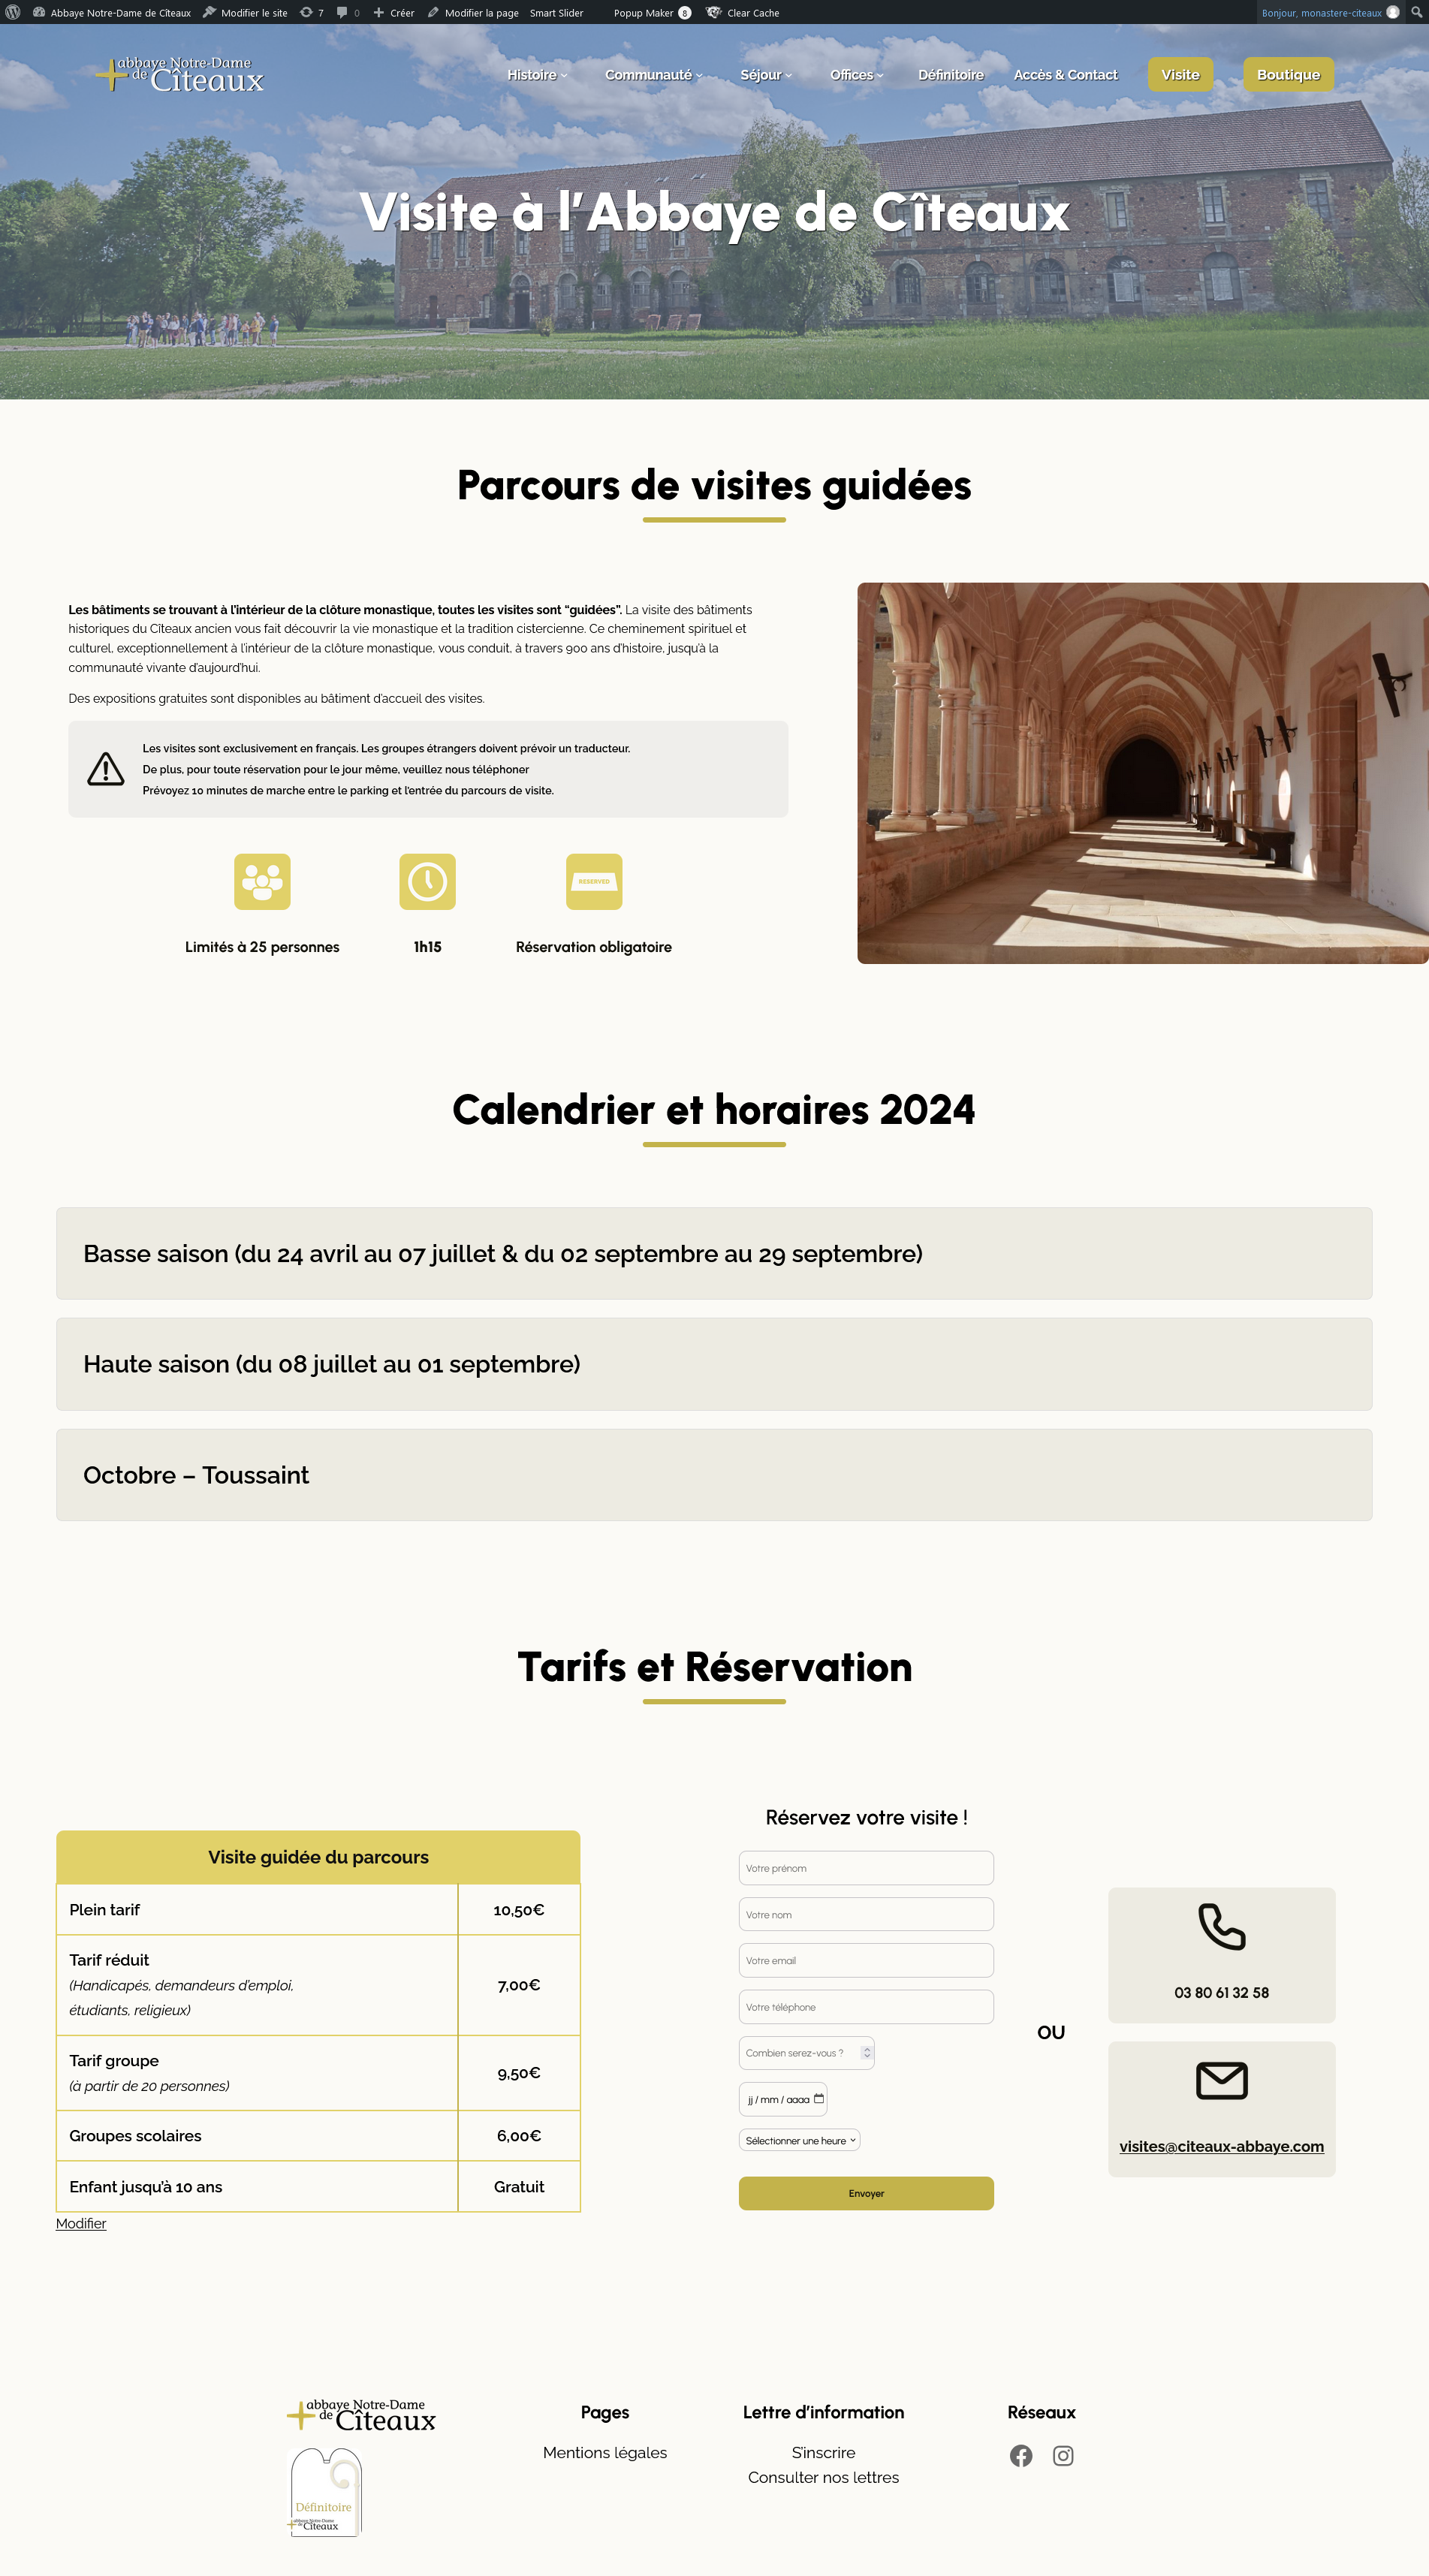 Abbaye Notre-Dame de Cîteaux Modifier le site 7 0 Créer Modifier la page Smart Slider Popup Maker 8 Clear Cache Bonjour, monastere-citeaux
abbaye Notre-Dame
de Cîteaux
Histoire Communauté Séjour Offices Définitoire Accès & Contact Visite Boutique
Visite à l’Abbaye de Cîteaux
Parcours de visites guidées
Les bâtiments se trouvant à l’intérieur de la clôture monastique, toutes les visites sont “guidées”. La visite des bâtiments
historiques du Cîteaux ancien vous fait découvrir la vie monastique et la tradition cistercienne. Ce cheminement spirituel et
culturel, exceptionnellement à l’intérieur de la clôture monastique, vous conduit, à travers 900 ans d’histoire, jusqu’à la
communauté vivante d’aujourd’hui.
Des expositions gratuites sont disponibles au bâtiment d’accueil des visites.
Les visites sont exclusivement en français. Les groupes étrangers doivent prévoir un traducteur.
De plus, pour toute réservation pour le jour même, veuillez nous téléphoner
Prévoyez 10 minutes de marche entre le parking et l’entrée du parcours de visite.
RESERVED
Limités à 25 personnes
1h15
Réservation obligatoire
Calendrier et horaires 2024
Basse saison (du 24 avril au 07 juillet & du 02 septembre au 29 septembre)
Haute saison (du 08 juillet au 01 septembre)
Octobre – Toussaint
Tarifs et Réservation
Visite guidée du parcours
Plein tarif 10,50€
Tarif réduit
(Handicapés, demandeurs d’emploi,
étudiants, religieux)
7,00€
Tarif groupe
(à partir de 20 personnes)
9,50€
Groupes scolaires 6,00€
Enfant jusqu’à 10 ans Gratuit
Modifier
Réservez votre visite !
Votre prénom
Votre nom
Votre email
Votre téléphone
Combien serez-vous ?
jj / mm / aaaa
Sélectionner une heure
Envoyer
OU
03 80 61 32 58
visites@citeaux-abbaye.com
abbaye Notre-Dame
de Cîteaux
Définitoire
abbaye Notre-Dame
de Cîteaux
Pages
Mentions légales
Lettre d’information
S’inscrire
Consulter nos lettres
Réseaux